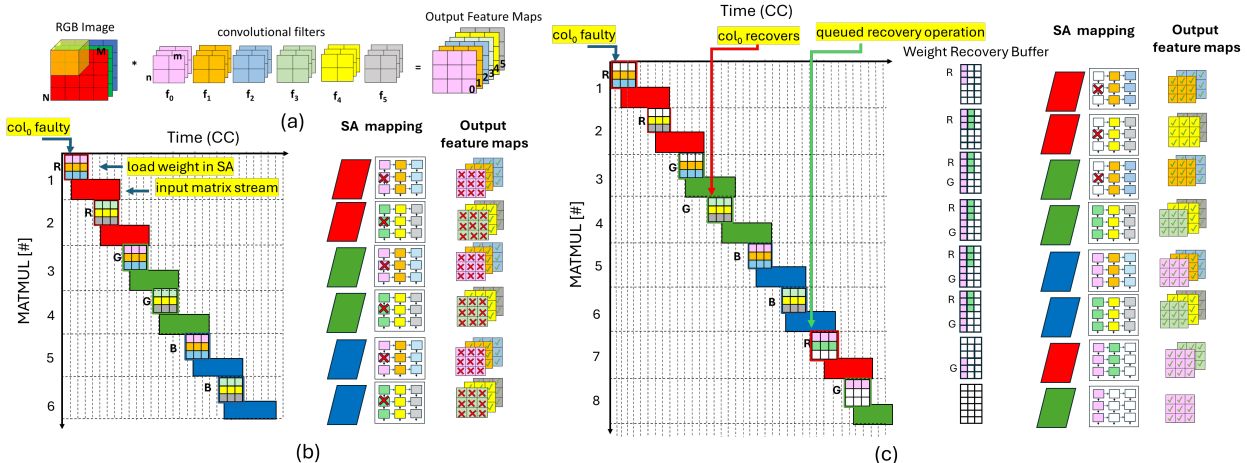 RGB Image
convolutional filters
Output Feature Maps
M
N
*
m
n
=
0 1 2 3 4 5
f0 f1 f2 f3 f4 f5
(a)
col0 faulty
Time (CC)
SA mapping
Output
feature maps
load weight in SA
input matrix stream
MATMUL [#]
R
1
R
2
G
3
G
4
B
5
B
6
(b)
Time (CC)
col0 faulty
col0 recovers
queued recovery operation
Weight Recovery Buffer
SA mapping
Output
feature maps
MATMUL [#]
R
1
R
2
G
3
G
4
B
5
B
6
R
7
G
8
R
R
R
G
R
G
R
G
R
G
G
(c)